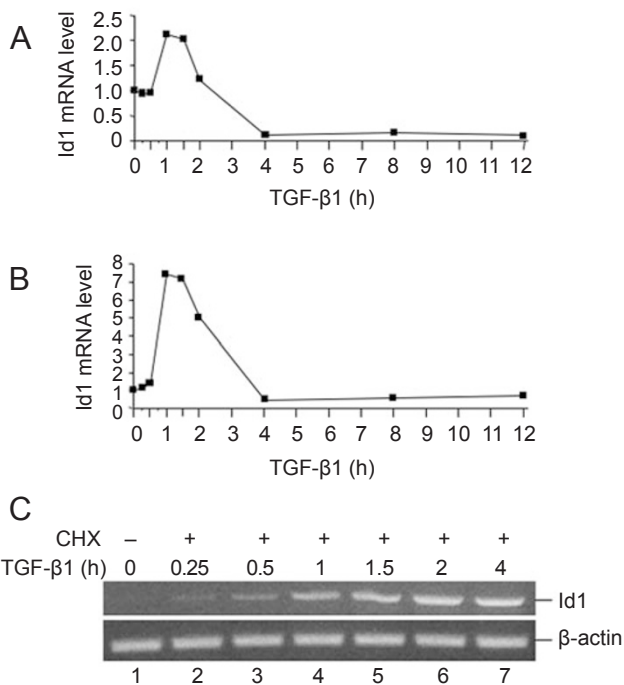 A
Id1 mRNA level
2.5
2.0
1.5
1.0
0.5
0
0 1 2 3 4 5 6 7 8 9 10 11 12
TGF-β1 (h)
B
Id1 mRNA level
8
7
6
5
4
3
2
1
0
0 1 2 3 4 5 6 7 8 9 10 11 12
TGF-β1 (h)
C
CHX – + + + + + +
TGF-β1 (h) 0 0.25 0.5 1 1.5 2 4
Id1
β-actin
1 2 3 4 5 6 7